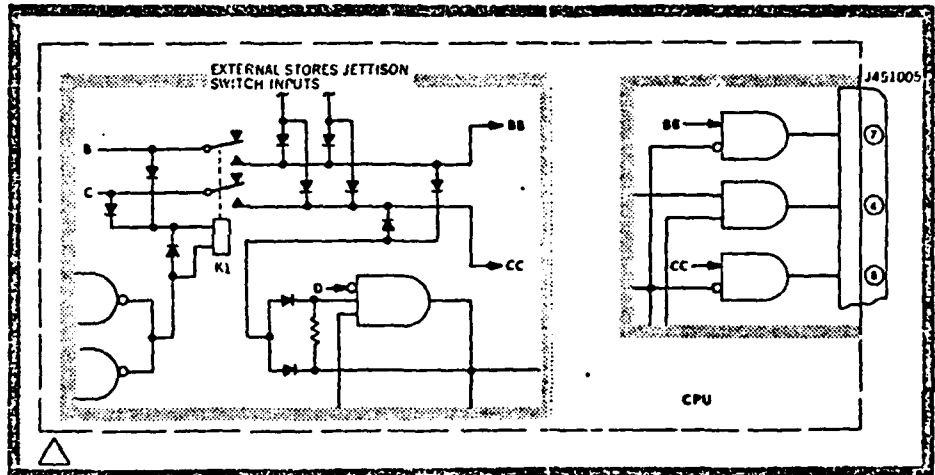 EXTERNAL STORES JETTISON
SWITCH INPUTS
B
C
K1
D
BB
CC
BB
CC
J451005
7
4
8
CPU